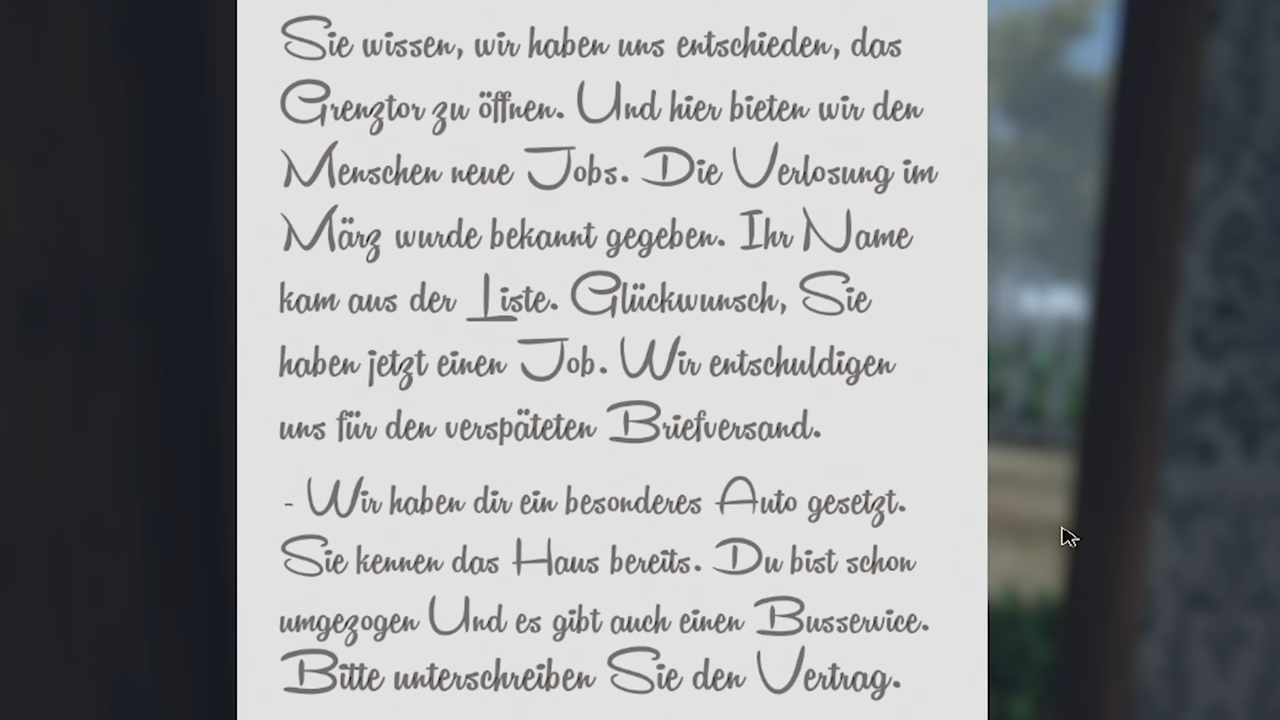 Sie wissen, wir haben uns entschieden, das
Grenztor zu öffnen. Und hier bieten wir den
Menschen neue Jobs. Die Verlosung im
März wurde bekannt gegeben. Ihr Name
kam aus der Liste. Glückwunsch, Sie
haben jetzt einen Job. Wir entschuldigen
uns für den verspäteten Briefversand.
- Wir haben dir ein besonderes Auto gesetzt.
Sie kennen das Haus bereits. Du bist schon
umgezogen Und es gibt auch einen Busservice.
Bitte unterschreiben Sie den Vertrag.